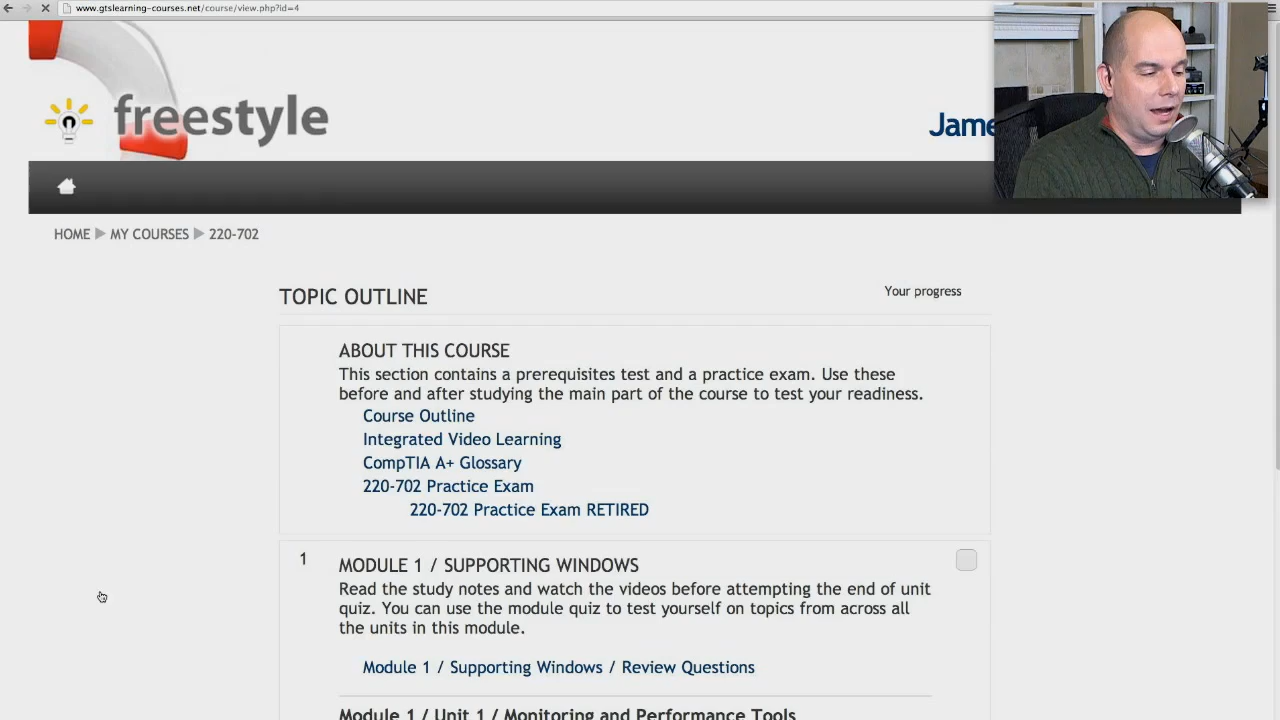 www.gtslearning-courses.net/course/view.php?id=4
freestyle
HOME MY COURSES 220-702
TOPIC OUTLINE
Your progress
ABOUT THIS COURSE
This section contains a prerequisites test and a practice exam. Use these
before and after studying the main part of the course to test your readiness.
Course Outline
Integrated Video Learning
CompTIA A+ Glossary
220-702 Practice Exam
220-702 Practice Exam RETIRED
1
MODULE 1 / SUPPORTING WINDOWS
Read the study notes and watch the videos before attempting the end of unit
quiz. You can use the module quiz to test yourself on topics from across all
the units in this module.
Module 1 / Supporting Windows / Review Questions
Module 1 / Unit 1 / Monitoring and Performance Tools